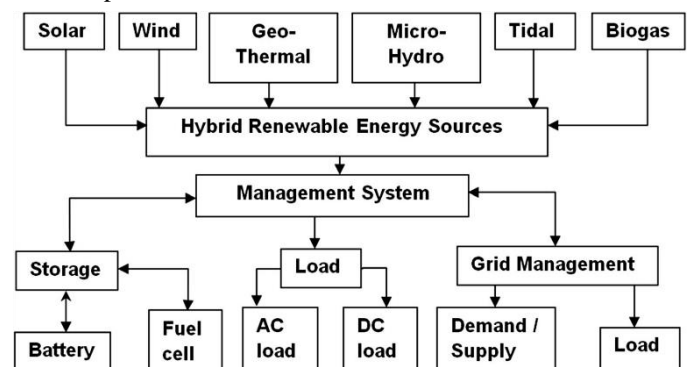 Solar
Wind
Geo-
Thermal
Micro-
Hydro
Tidal
Biogas
Hybrid Renewable Energy Sources
Management System
Storage
Load
Grid Management
Battery
Fuel
cell
AC
load
DC
load
Demand /
Supply
Load